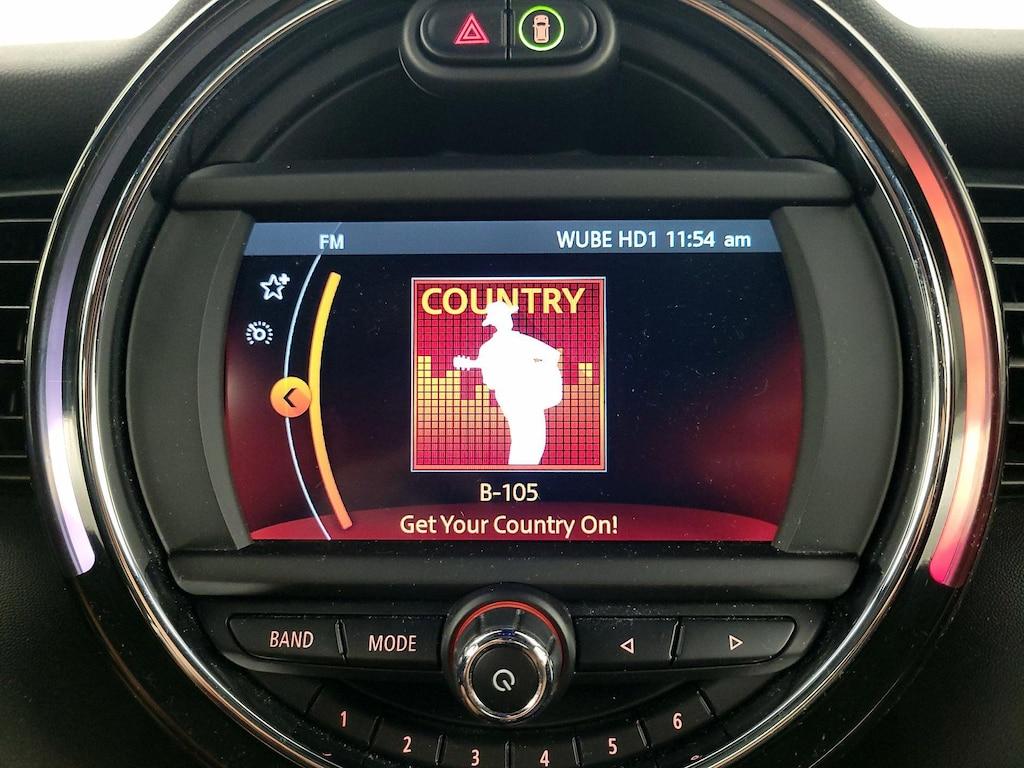 FM WUBE HD1 11:54 am
COUNTRY
B-105
Get Your Country On!
BAND MODE
1 2 3 4 5 6